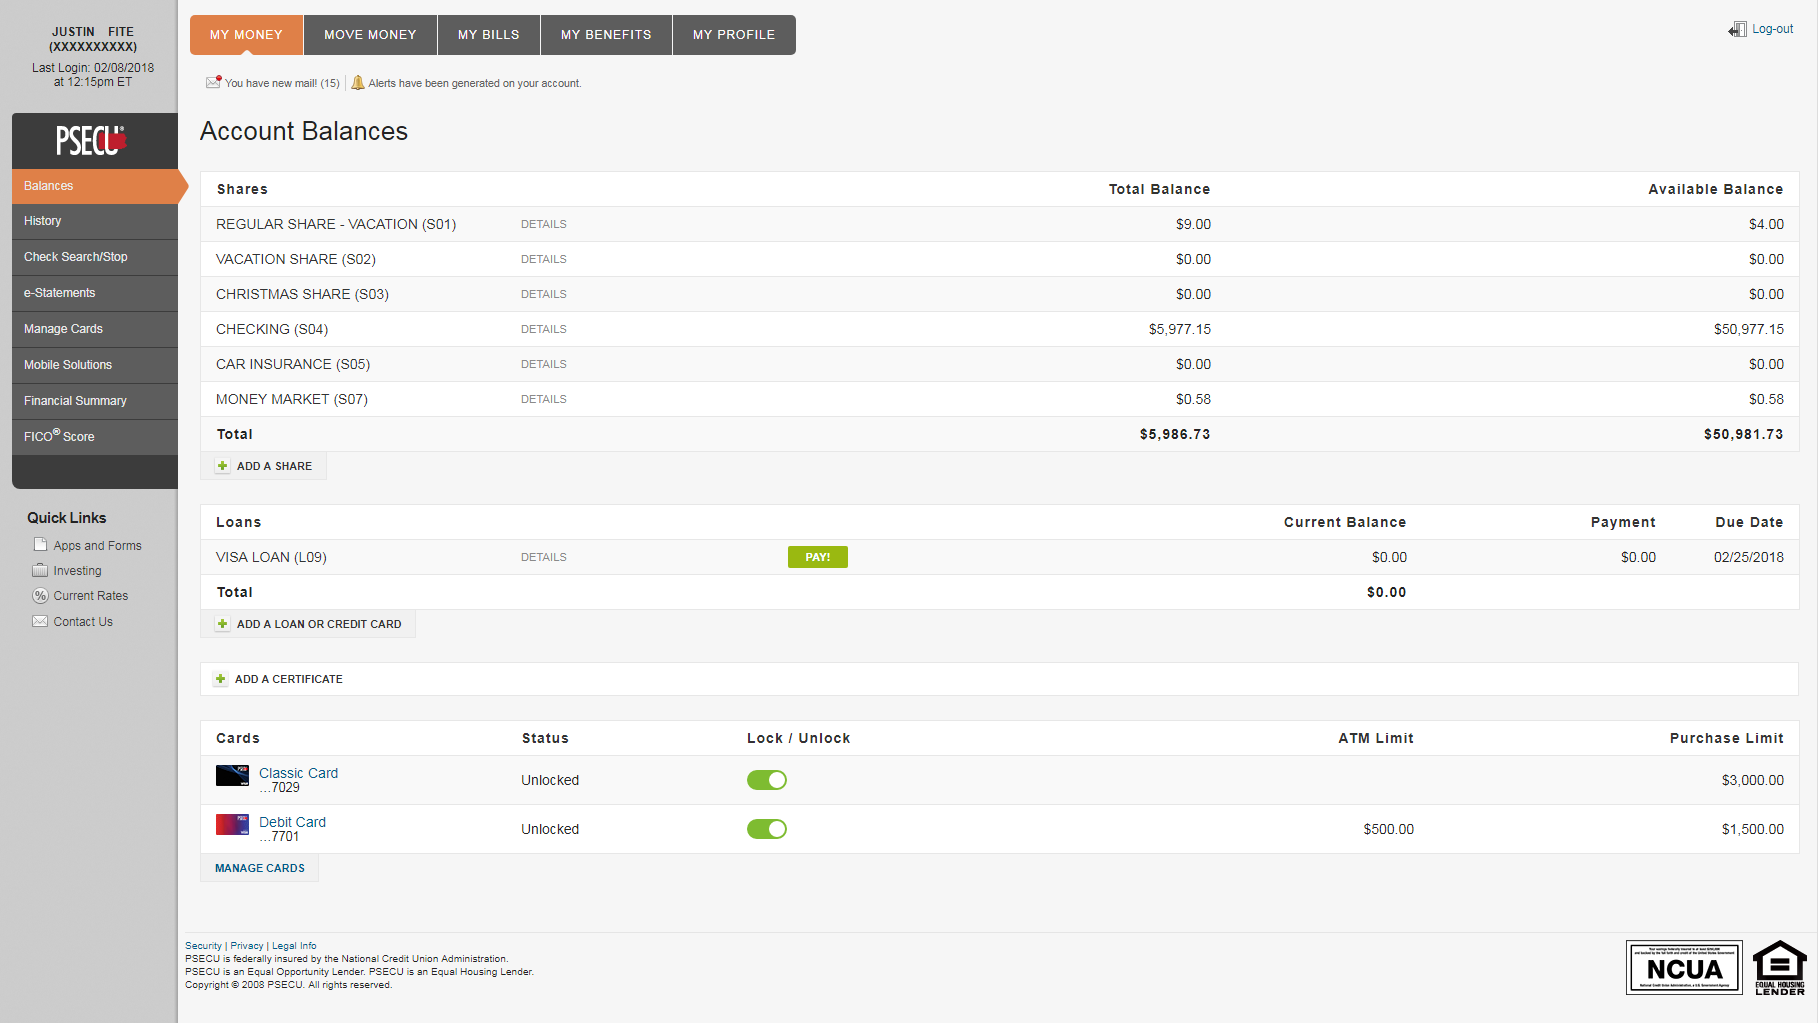 JUSTIN FITE
(XXXXXXXXXX)
Last Login: 02/08/2018
at 12:15pm ET
PSECU®
Balances
History
Check Search/Stop
e-Statements
Manage Cards
Mobile Solutions
Financial Summary
FICO® Score
Quick Links
Apps and Forms
Investing
Current Rates
Contact Us
MY MONEY MOVE MONEY MY BILLS MY BENEFITS MY PROFILE
Log-out
You have new mail! (15) Alerts have been generated on your account.
Account Balances
Shares Total Balance Available Balance
REGULAR SHARE - VACATION (S01) DETAILS $9.00 $4.00
VACATION SHARE (S02) DETAILS $0.00 $0.00
CHRISTMAS SHARE (S03) DETAILS $0.00 $0.00
CHECKING (S04) DETAILS $5,977.15 $50,977.15
CAR INSURANCE (S05) DETAILS $0.00 $0.00
MONEY MARKET (S07) DETAILS $0.58 $0.58
Total $5,986.73 $50,981.73
ADD A SHARE
Loans Current Balance Payment Due Date
VISA LOAN (L09) DETAILS PAY! $0.00 $0.00 02/25/2018
Total $0.00
ADD A LOAN OR CREDIT CARD
ADD A CERTIFICATE
Cards Status Lock / Unlock ATM Limit Purchase Limit
Classic Card Unlocked $3,000.00
...7029
Debit Card Unlocked $500.00 $1,500.00
...7701
MANAGE CARDS
Security | Privacy | Legal Info
PSECU is federally insured by the National Credit Union Administration.
PSECU is an Equal Opportunity Lender. PSECU is an Equal Housing Lender.
Copyright © 2008 PSECU. All rights reserved.
NCUA
National Credit Union Administration, a U.S. Government Agency
EQUAL HOUSING
LENDER